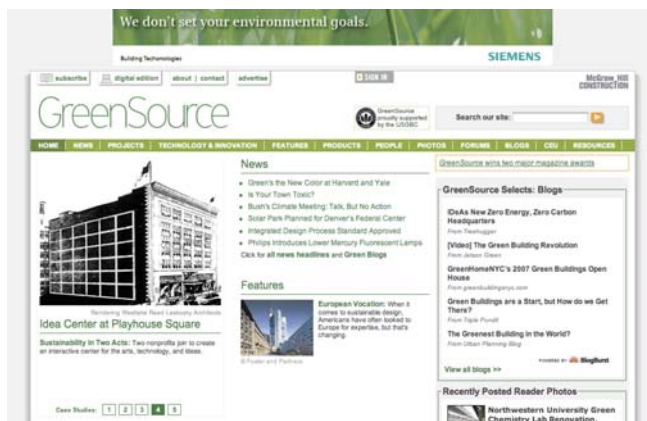 We don't set your environmental goals.
Building Technologies
SIEMENS
subscribe
digital edition
about | contact
advertise
SIGN IN
McGraw Hill
CONSTRUCTION
GreenSource
GreenSource
proudly supported
by the USGBC
Search our site:
HOME | NEWS | PROJECTS | TECHNOLOGY & INNOVATION | FEATURES | PRODUCTS | PEOPLE | PHOTOS | FORUMS | BLOGS | CEU | RESOURCES
Rendering Westlake Reed Leskosky Architects
Idea Center at Playhouse Square
Sustainability in Two Acts: Two nonprofits join to create
an interactive center for the arts, technology, and ideas.
Case Studies: 1 2 3 4 5
News
Green's the New Color at Harvard and Yale
Is Your Town Toxic?
Bush's Climate Meeting: Talk, But No Action
Solar Park Planned for Denver's Federal Center
Integrated Design Process Standard Approved
Philips Introduces Lower Mercury Fluorescent Lamps
Click for all news headlines and Green Blogs
Features
European Vocation: When it
comes to sustainable design,
Americans have often looked to
Europe for expertise, but that's
changing.
© Foster and Partners
GreenSource wins two major magazine awards
GreenSource Selects: Blogs
IDeAs New Zero Energy, Zero Carbon
Headquarters
From Treehugger
[Video] The Green Building Revolution
From Jetson Green
GreenHomeNYC's 2007 Green Buildings Open
House
From greenbuildingsnyc.com
Green Buildings are a Start, but How do we Get
There?
From Triple Pundit
The Greenest Building in the World?
From Urban Planning Blog
POWERED BY BlogBurst
View all blogs >>
Recently Posted Reader Photos
Northwestern University Green
Chemistry Lab Renovation,